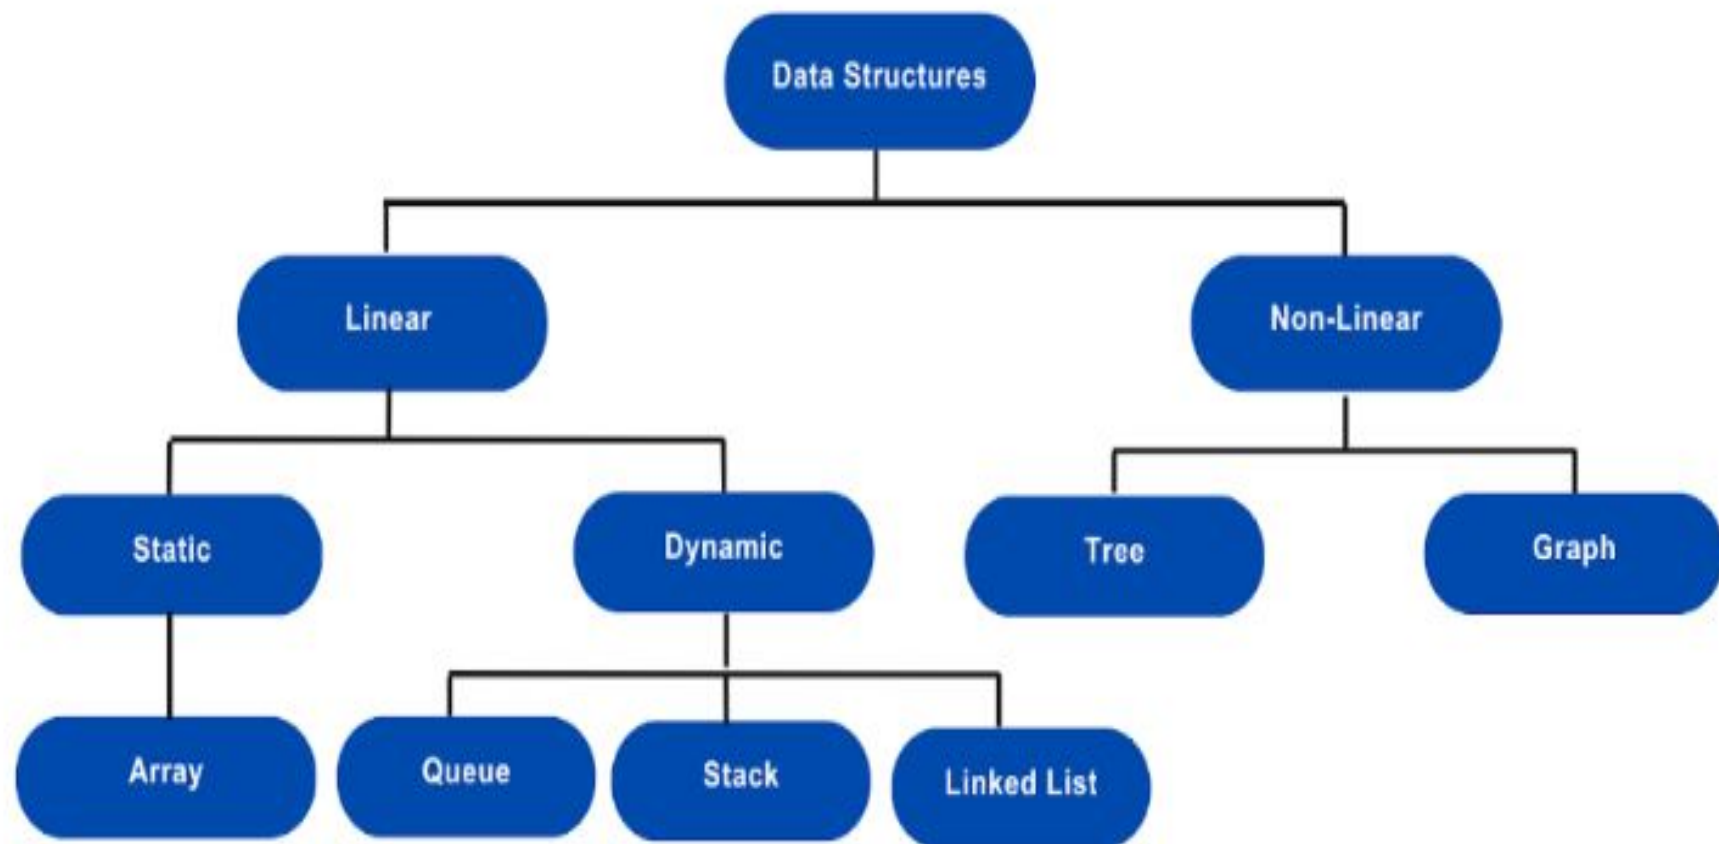 Data Structures
Linear
Non-Linear
Static
Dynamic
Tree
Graph
Array
Queue
Stack
Linked List